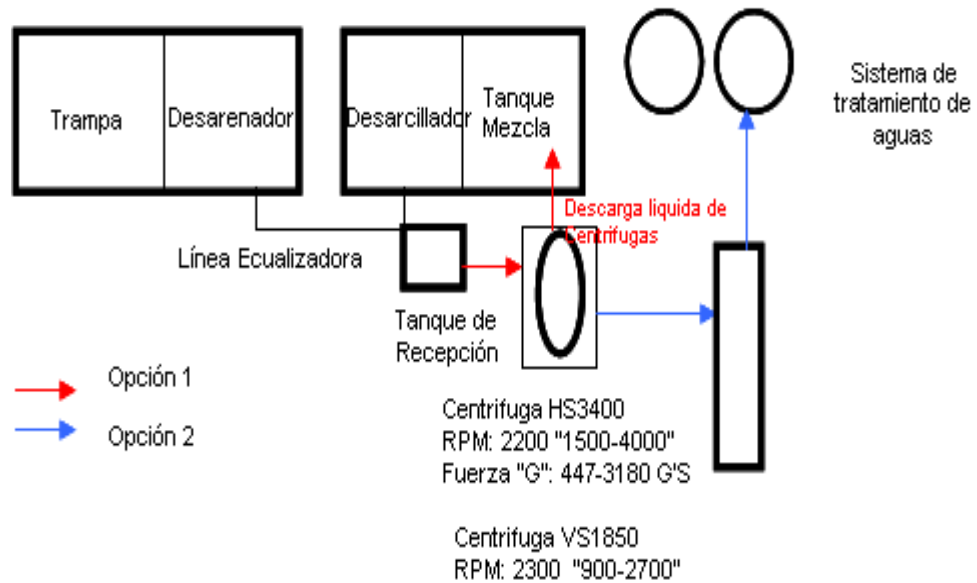 Trampa
Desarenador
Desarcillador
Tanque
Mezcla
Sistema de
tratamiento de
aguas
Descarga liquida de
Centrifugas
Línea Ecualizadora
Tanque de
Recepción
Opción 1
Opción 2
Centrifuga HS3400
RPM: 2200 "1500-4000"
Fuerza "G": 447-3180 G'S
Centrifuga VS1850
RPM: 2300 "900-2700"